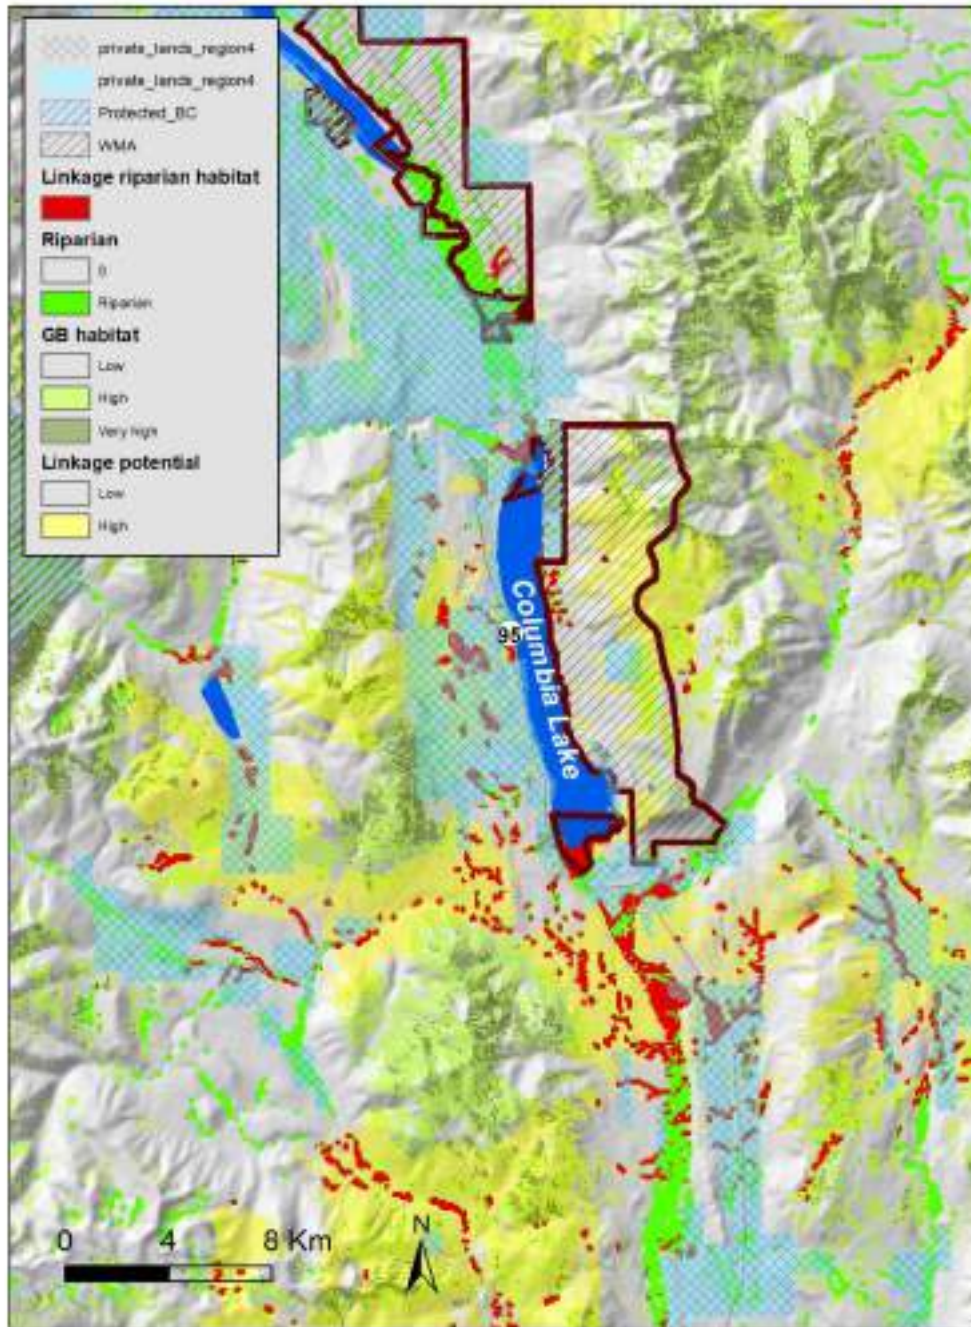 private_lands_region4
private_lands_region4
Protected_BC
WMA
Linkage riparian habitat
Riparian
0
Riparian
GB habitat
Low
High
Very high
Linkage potential
Low
High
95
Columbia Lake
0 4 8 Km
N